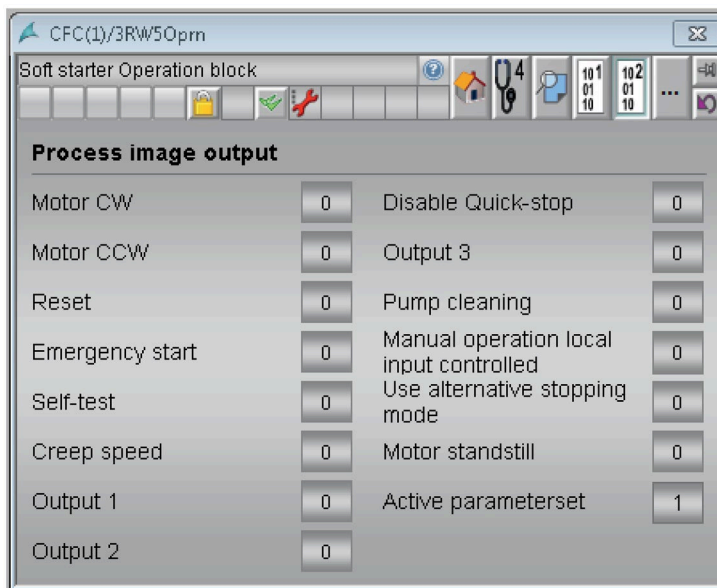 CFC(1)/3RW5Oprn
Soft starter Operation block
4
101
01
10
102
01
10
...
Process image output
Motor CW 0
Disable Quick-stop 0
Motor CCW 0
Output 3 0
Reset 0
Pump cleaning 0
Emergency start 0
Manual operation local
input controlled 0
Self-test 0
Use alternative stopping
mode 0
Creep speed 0
Motor standstill 0
Output 1 0
Active parameterset 1
Output 2 0